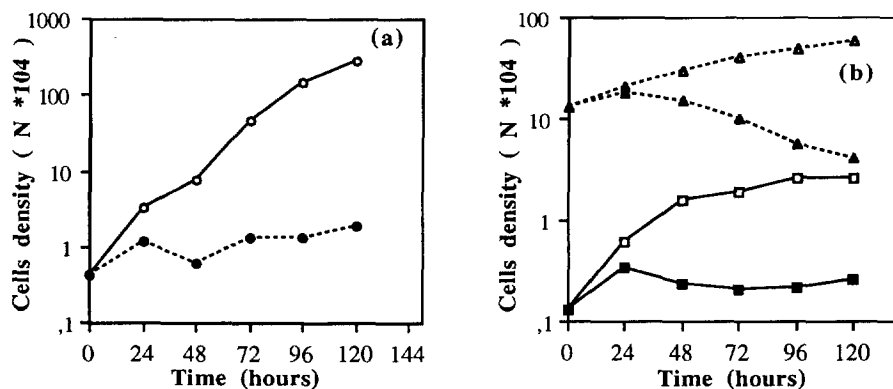 1000
100
10
1
,1
Cells density ( N *104)
(a)
0 24 48 72 96 120 144
Time (hours)
100
10
1
,1
Cells density ( N *104)
(b)
0 24 48 72 96 120
Time (hours)